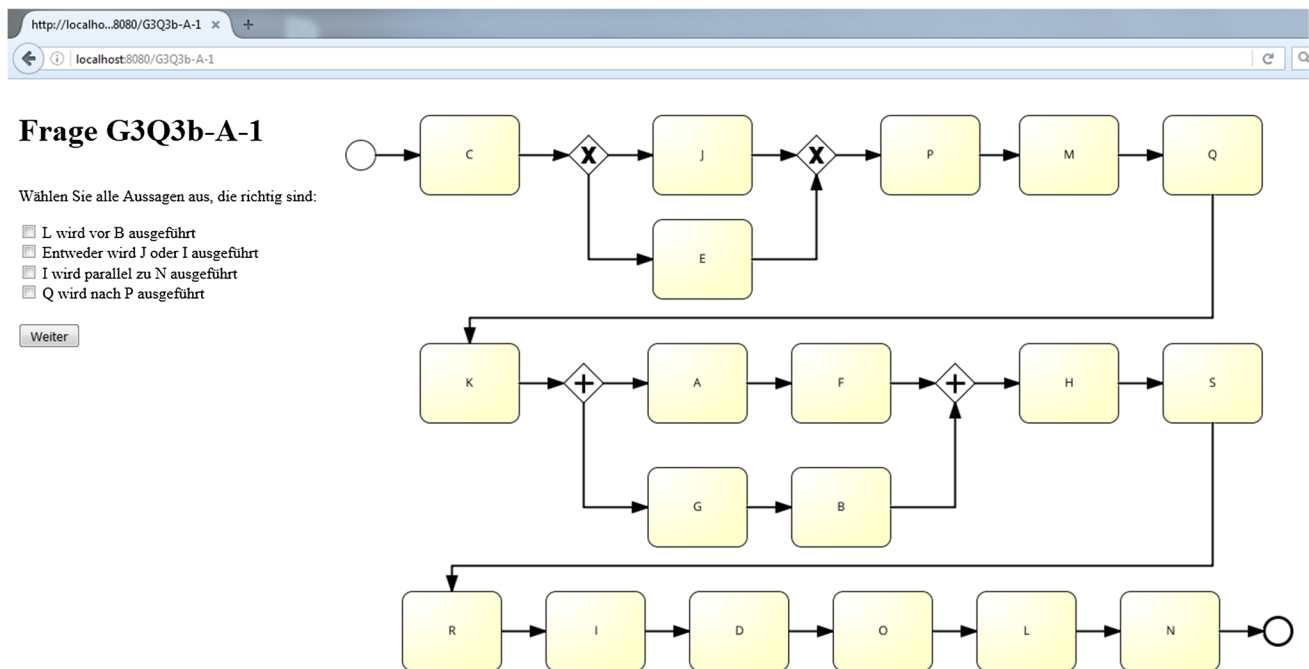 http://localho...8080/G3Q3b-A-1
localhost:8080/G3Q3b-A-1
Frage G3Q3b-A-1
Wählen Sie alle Aussagen aus, die richtig sind:
L wird vor B ausgeführt
Entweder wird J oder I ausgeführt
I wird parallel zu N ausgeführt
Q wird nach P ausgeführt
Weiter
C J P M Q
E
K A F H S
G B
R I D O L N